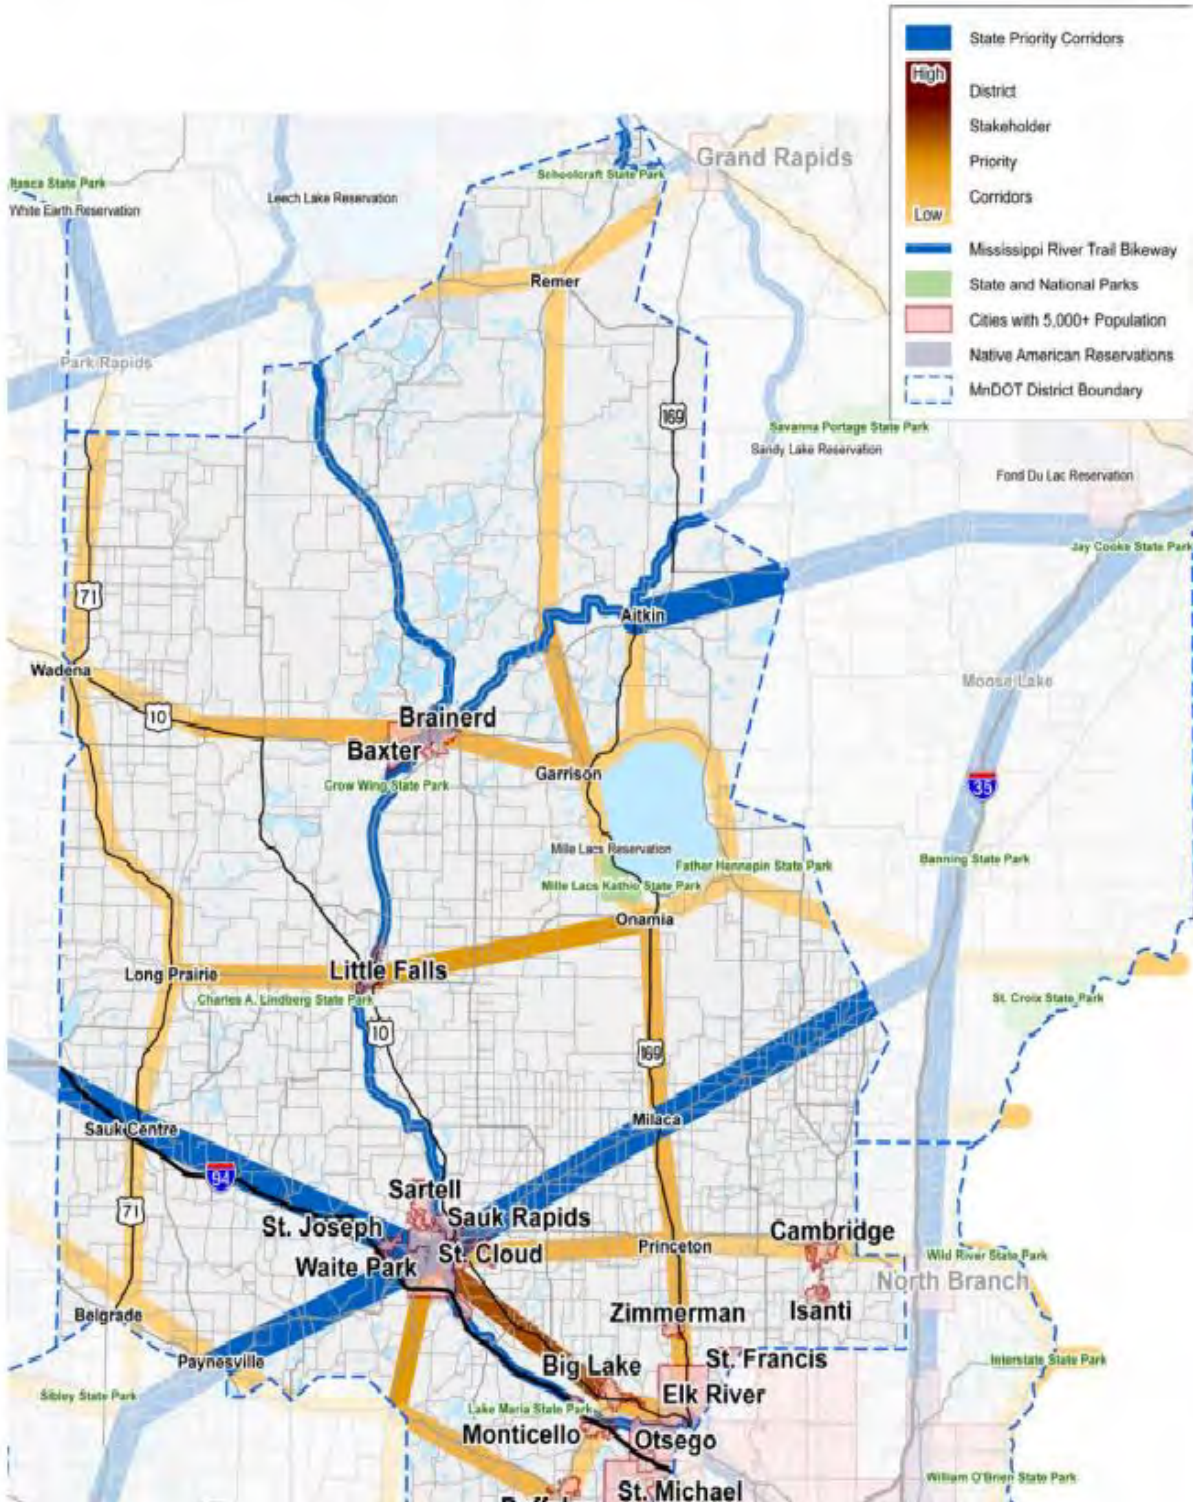 State Priority Corridors
High
District
Stakeholder
Priority
Corridors
Low
Mississippi River Trail Bikeway
State and National Parks
Cities with 5,000+ Population
Native American Reservations
MnDOT District Boundary
Grand Rapids
Schoolcraft State Park
Itasca State Park
White Earth Reservation
Leech Lake Reservation
Remer
Park Rapids
169
Savanna Portage State Park
Sandy Lake Reservation
Fond Du Lac Reservation
Jay Cooke State Park
71
Aitkin
Wadena
Moose Lake
10
Brainerd
Baxter
Garrison
Crow Wing State Park
35
Mille Lacs Reservation
Father Hennepin State Park
Banning State Park
Mille Lacs Kathio State Park
Onamia
Long Prairie
Little Falls
Charles A. Lindberg State Park
St. Croix State Park
10
169
Sauk Centre
Milaca
94
Sartell
71
St. Joseph
Sauk Rapids
Cambridge
St. Cloud
Princeton
Waite Park
Wild River State Park
North Branch
Belgrade
Zimmerman
Isanti
Paynesville
Big Lake
St. Francis
Interstate State Park
Sibley State Park
Elk River
Lake Maria State Park
Monticello
Otsego
William O'Brien State Park
St. Michael